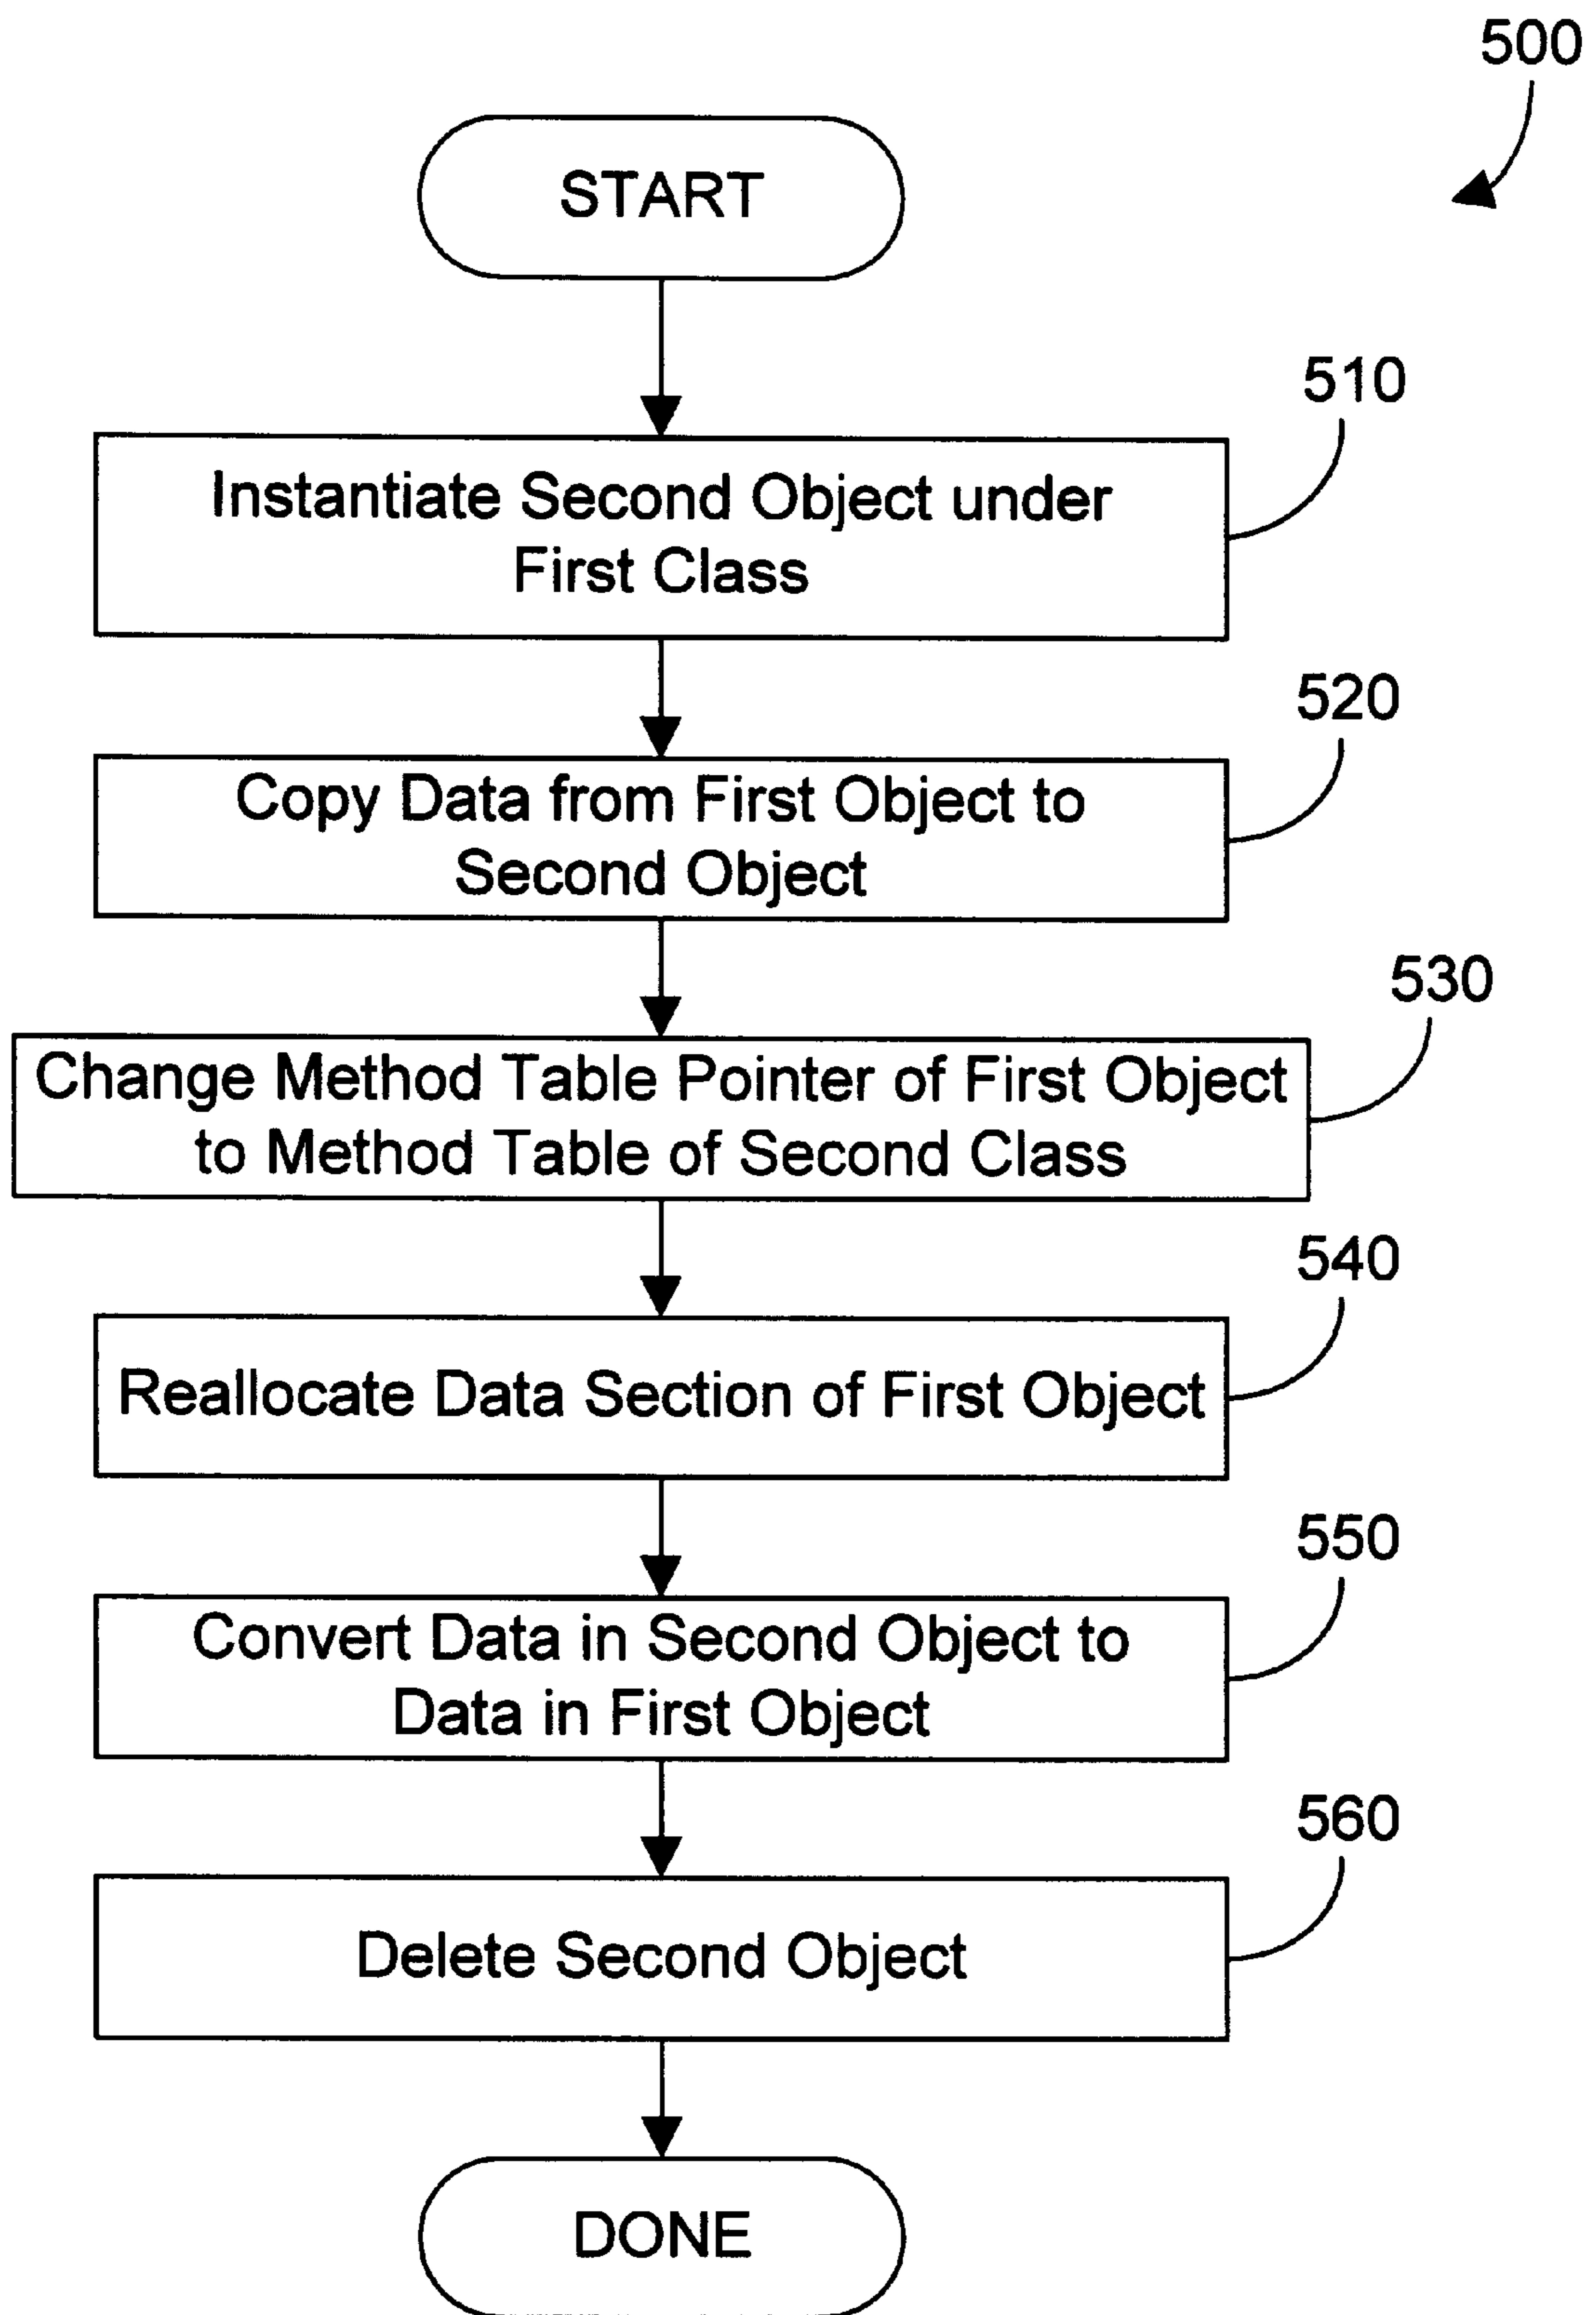 500
START
510
Instantiate Second Object under
First Class
520
Copy Data from First Object to
Second Object
530
Change Method Table Pointer of First Object
to Method Table of Second Class
540
Reallocate Data Section of First Object
550
Convert Data in Second Object to
Data in First Object
560
Delete Second Object
DONE